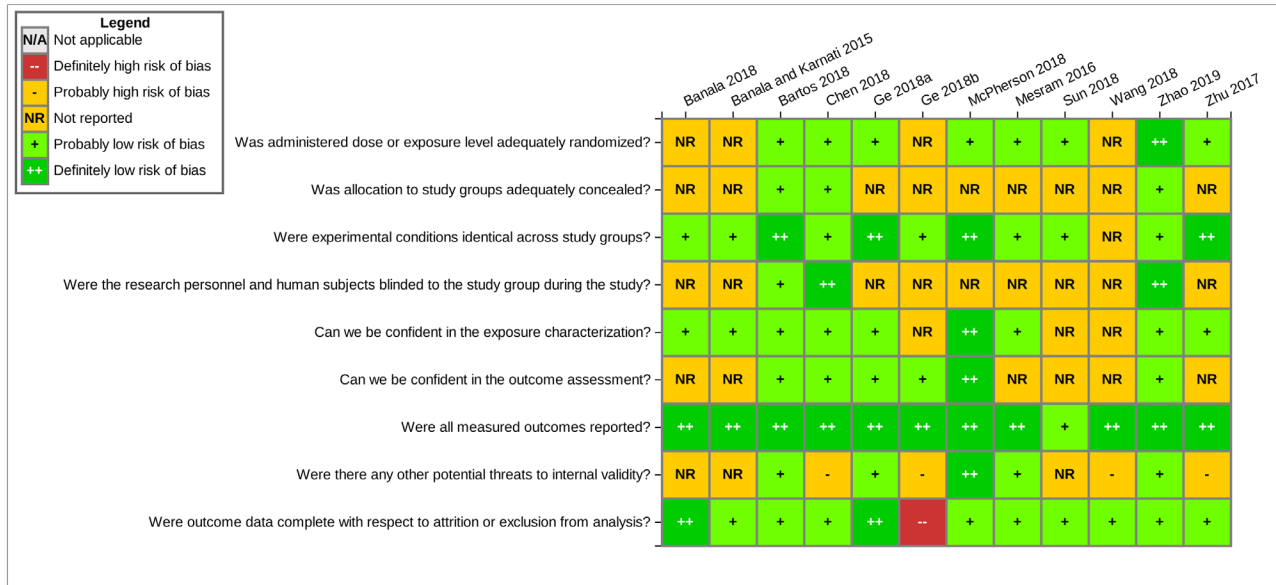 Legend
N/A Not applicable
-- Definitely high risk of bias
- Probably high risk of bias
NR Not reported
+ Probably low risk of bias
++ Definitely low risk of bias
Banala 2018
Banala and Karnati 2015
Bartos 2018
Chen 2018
Ge 2018a
Ge 2018b
McPherson 2018
Mesram 2016
Sun 2018
Wang 2018
Zhao 2019
Zhu 2017
Was administered dose or exposure level adequately randomized? NR NR + + + NR + + + NR ++ +
Was allocation to study groups adequately concealed? NR NR + + NR NR NR NR NR NR + NR
Were experimental conditions identical across study groups? + + ++ + ++ + ++ + + NR + ++
Were the research personnel and human subjects blinded to the study group during the study? NR NR + ++ NR NR NR NR NR NR ++ NR
Can we be confident in the exposure characterization? + + + + + NR ++ + NR NR + +
Can we be confident in the outcome assessment? NR NR + + + + ++ NR NR NR + NR
Were all measured outcomes reported? ++ ++ ++ ++ ++ ++ ++ ++ + ++ ++ ++
Were there any other potential threats to internal validity? NR NR + - + - ++ + NR - + -
Were outcome data complete with respect to attrition or exclusion from analysis? ++ + + + ++ -- + + + + + +